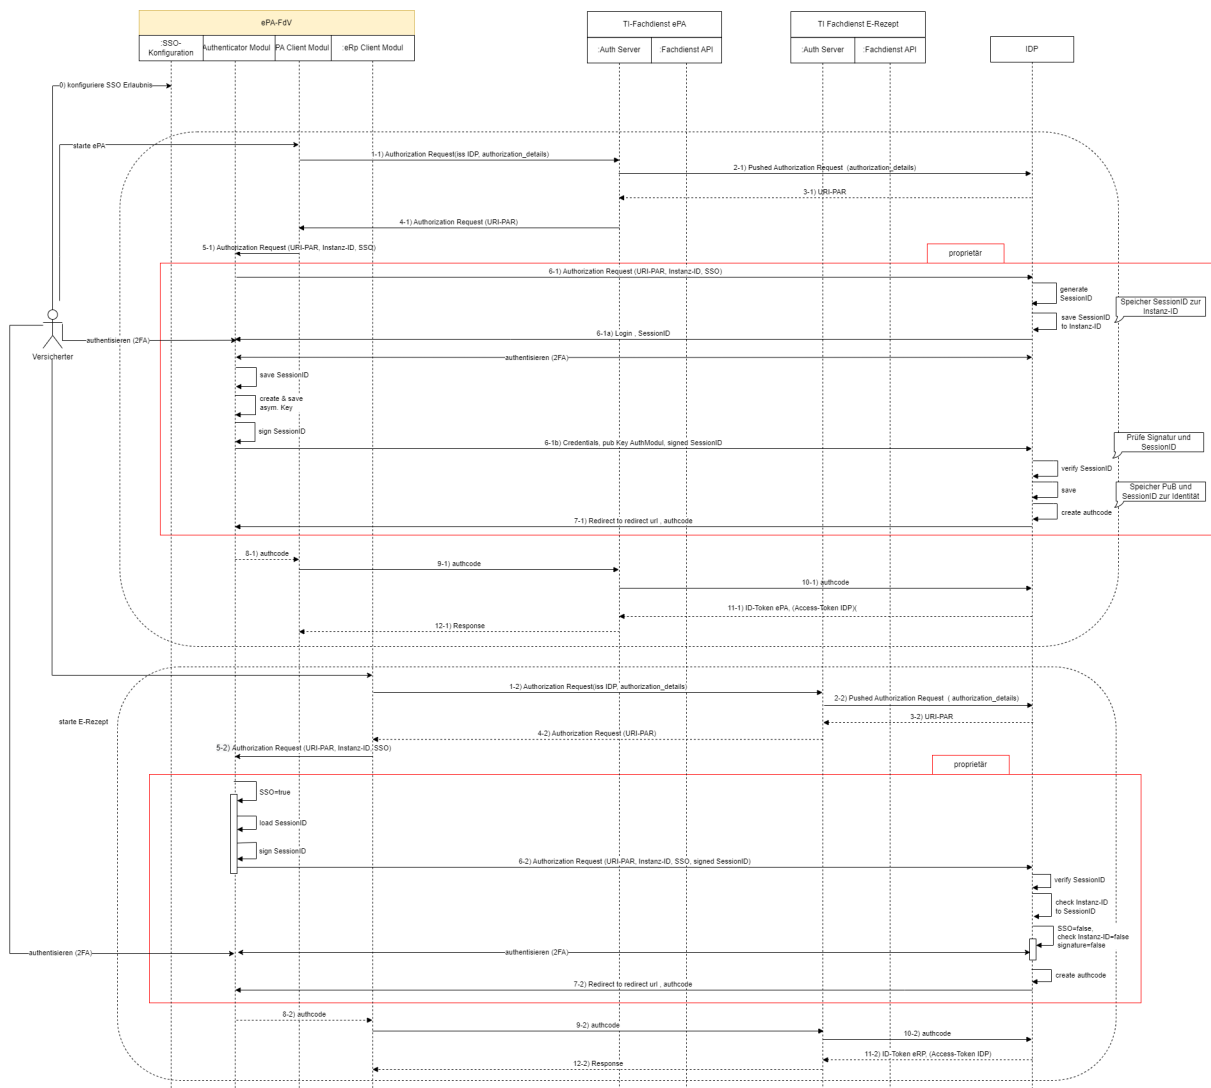 ePA-FdV
TI-Fachdienst ePA
TI Fachdienst E-Rezept
:SSO-
Konfiguration
Authenticator Modul
PA Client Modul
:eRp Client Modul
:Auth Server
:Fachdienst API
:Auth Server
:Fachdienst API
IDP
0) konfiguriere SSO Erlaubnis
starte ePA
1-1) Authorization Request(iss IDP, authorization_details)
2-1) Pushed Authorization Request (authorization_details)
3-1) URI-PAR
4-1) Authorization Request (URI-PAR)
5-1) Authorization Request (URI-PAR, Instanz-ID, SSO)
proprietär
6-1) Authorization Request (URI-PAR, Instanz-ID, SSO)
generate
SessionID
Speicher SessionID zur
Instanz-ID
save SessionID
to Instanz-ID
6-1a) Login , SessionID
authentisieren (2FA)
Versicherter
authentisieren (2FA)
save SessionID
create & save
asym. Key
sign SessionID
6-1b) Credentials, pub Key AuthModul, signed SessionID
Prüfe Signatur und
SessionID
verify SessionID
save
Speicher PuB und
SessionID zur Identität
create authcode
7-1) Redirect to redirect url , authcode
8-1) authcode
9-1) authcode
10-1) authcode
11-1) ID-Token ePA, (Access-Token IDP)(
12-1) Response
1-2) Authorization Request(iss IDP, authorization_details)
2-2) Pushed Authorization Request ( authorization_details)
3-2) URI-PAR
starte E-Rezept
4-2) Authorization Request (URI-PAR)
5-2) Authorization Request (URI-PAR, Instanz-ID, SSO)
proprietär
SSO=true
load SessionID
sign SessionID
6-2) Authorization Request (URI-PAR, Instanz-ID, SSO, signed SessionID)
verify SessionID
check Instanz-ID
to SessionID
SSO=false,
check Instanz-ID=false
signature=false
authentisieren (2FA)
authentisieren (2FA)
create authcode
7-2) Redirect to redirect url , authcode
8-2) authcode
9-2) authcode
10-2) authcode
11-2) ID-Token eRP, (Access-Token IDP)
12-2) Response